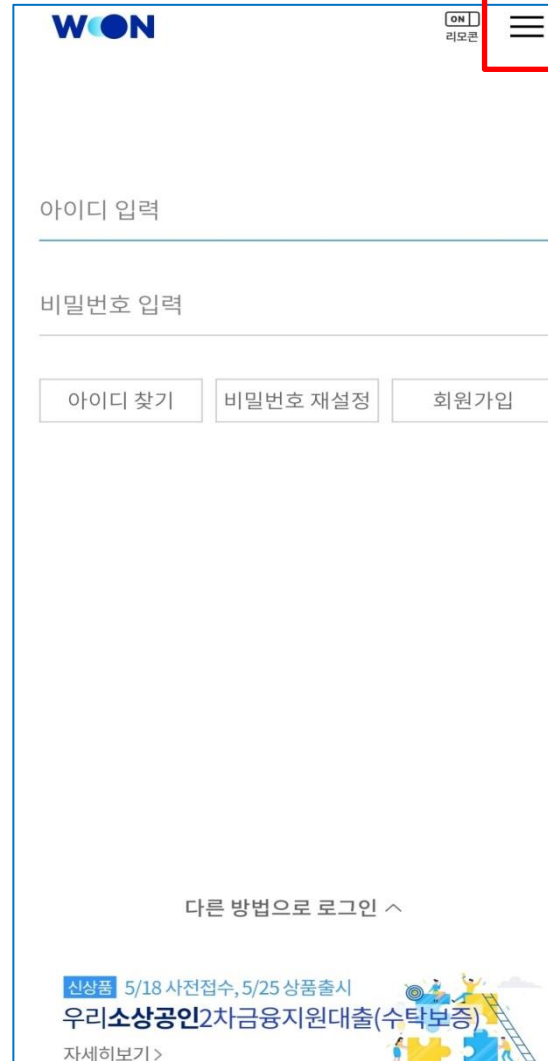 WON
ON
리모콘
아이디 입력
비밀번호 입력
아이디 찾기 비밀번호 재설정 회원가입
다른 방법으로 로그인
신상품 5/18 사전접수, 5/25 상품출시
우리소상공인2차금융지원대출(수탁보증)
자세히보기 >